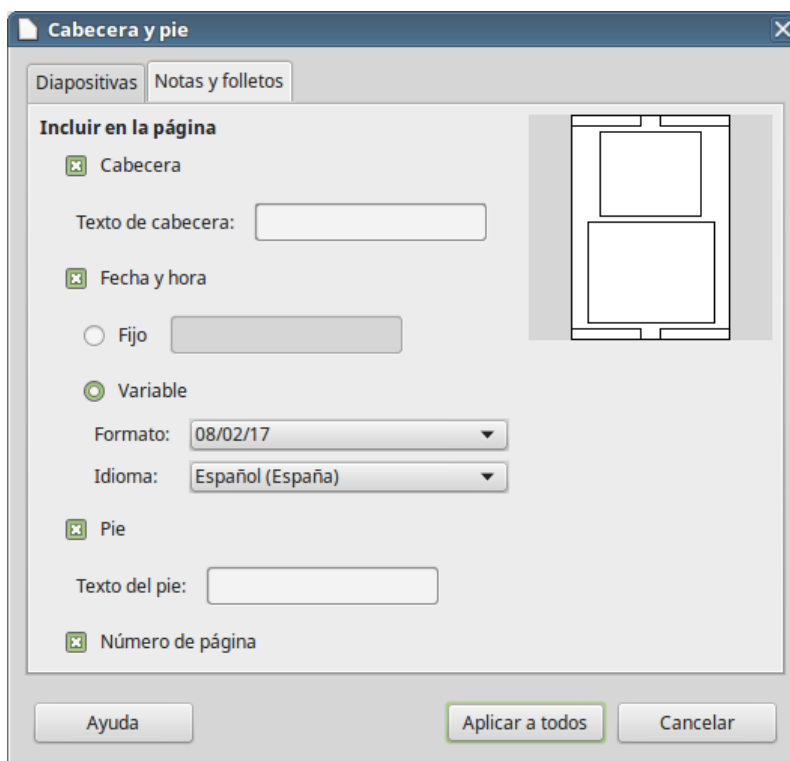 Cabecera y pie
Diapositivas Notas y folletos
Incluir en la página
Cabecera
Texto de cabecera:
Fecha y hora
Fijo
Variable
Formato: 08/02/17
Idioma: Español (España)
Pie
Texto del pie:
Número de página
Ayuda Aplicar a todos Cancelar